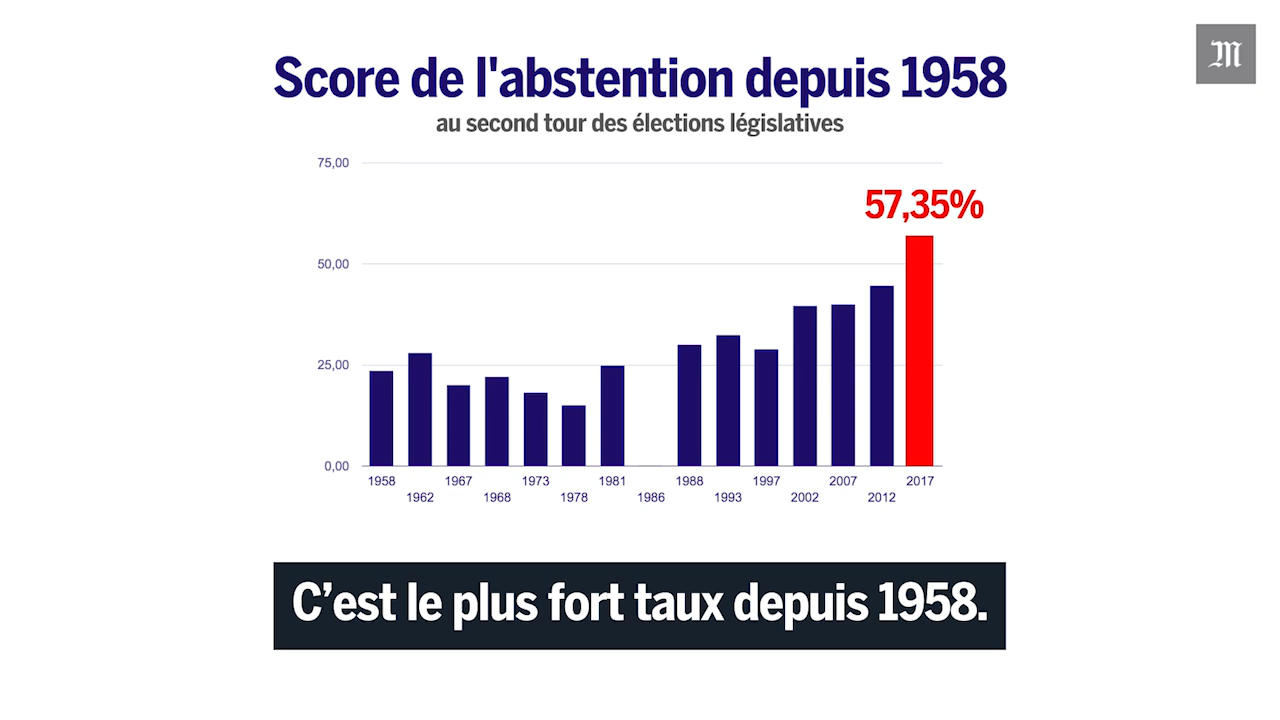 M
Score de l'abstention depuis 1958
au second tour des élections législatives
75,00
57,35%
50,00
25,00
0,00
1958 1967 1973 1981 1988 1997 2007 2017
1962 1968 1978 1986 1993 2002 2012
C’est le plus fort taux depuis 1958.